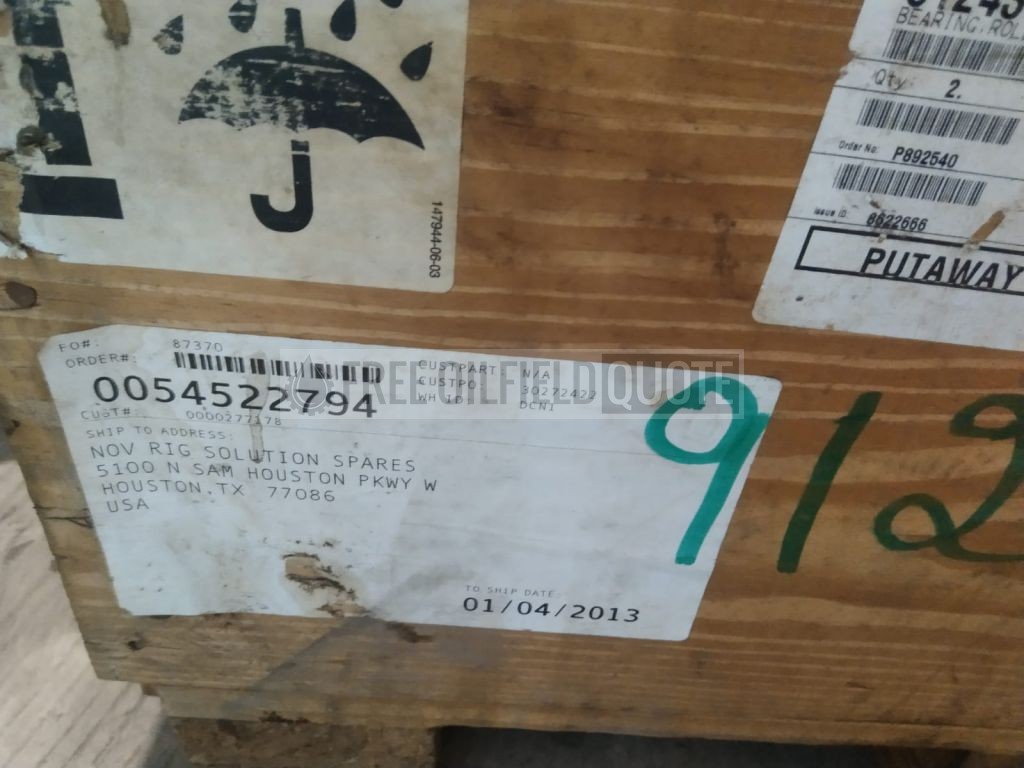 147944-06-03
BEARING, ROL
Qty 2.
Order No: P892540
Issue ID 8622666
PUTAWAY
FO#: 87370
ORDER#:
0054522794
CUST#: 0000277178
CUSTPART N/A
CUSTPO: 30272422
WH ID: DCN1
SHIP TO ADDRESS:
NOV RIG SOLUTION SPARES
5100 N SAM HOUSTON PKWY W
HOUSTON,TX 77086
USA
TO SHIP DATE:
01/04/2013
FREEOILFIELDQUOTE
912